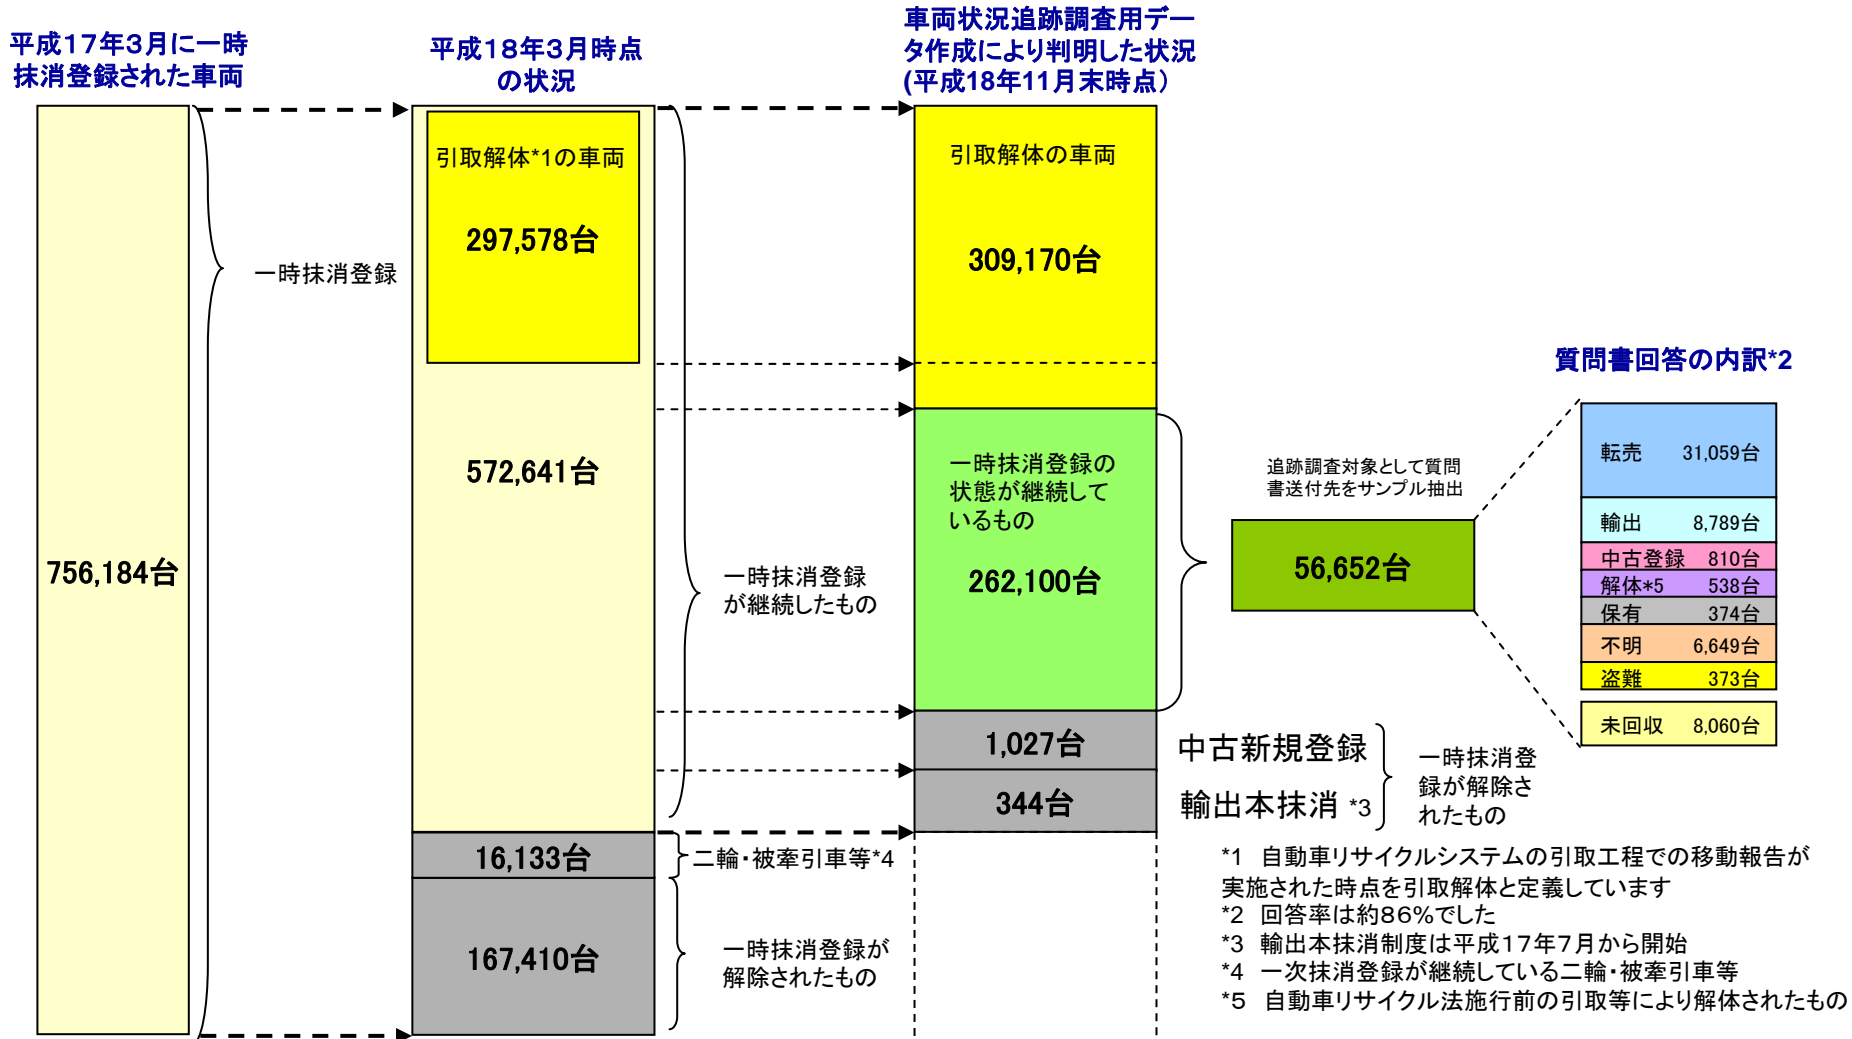 平成17年3月に一時
抹消登録された車両
756,184台
一時抹消登録
平成18年3月時点
の状況
引取解体*1の車両
297,578台
572,641台
16,133台
167,410台
一時抹消登録
が継続したもの
二輪・被牽引車等*4
一時抹消登録が
解除されたもの
車両状況追跡調査用デー
タ作成により判明した状況
(平成18年11月末時点)
引取解体の車両
309,170台
一時抹消登録の
状態が継続して
いるもの
262,100台
1,027台
344台
中古新規登録
輸出本抹消 *3
一時抹消登
録が解除さ
れたもの
追跡調査対象として質問
書送付先をサンプル抽出
56,652台
質問書回答の内訳*2
転売 31,059台
輸出 8,789台
中古登録 810台
解体*5 538台
保有 374台
不明 6,649台
盗難 373台
未回収 8,060台
*1 自動車リサイクルシステムの引取工程での移動報告が
実施された時点を引取解体と定義しています
*2 回答率は約86%でした
*3 輸出本抹消制度は平成17年7月から開始
*4 一次抹消登録が継続している二輪・被牽引車等
*5 自動車リサイクル法施行前の引取等により解体されたもの